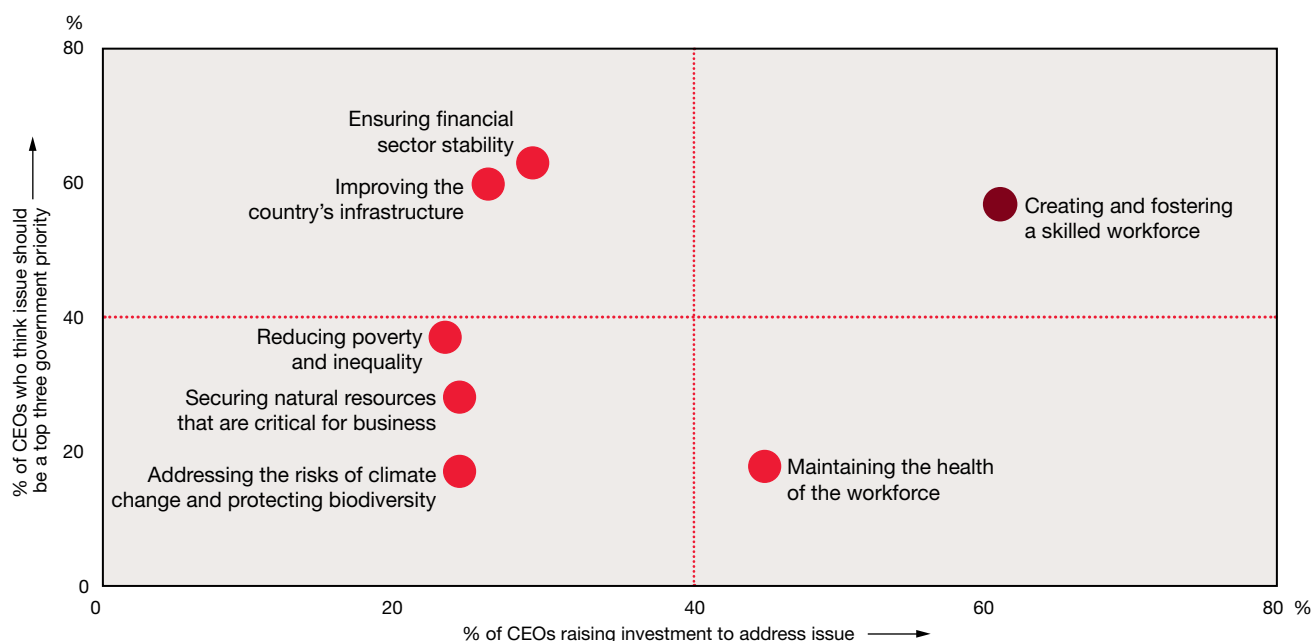 %
80
60
40
20
0
% of CEOs who think issue should
be a top three government priority
Ensuring financial
sector stability
Improving the
country’s infrastructure
Creating and fostering
a skilled workforce
Reducing poverty
and inequality
Securing natural resources
that are critical for business
Addressing the risks of climate
change and protecting biodiversity
Maintaining the health
of the workforce
0 20 40 60 80 %
% of CEOs raising investment to address issue